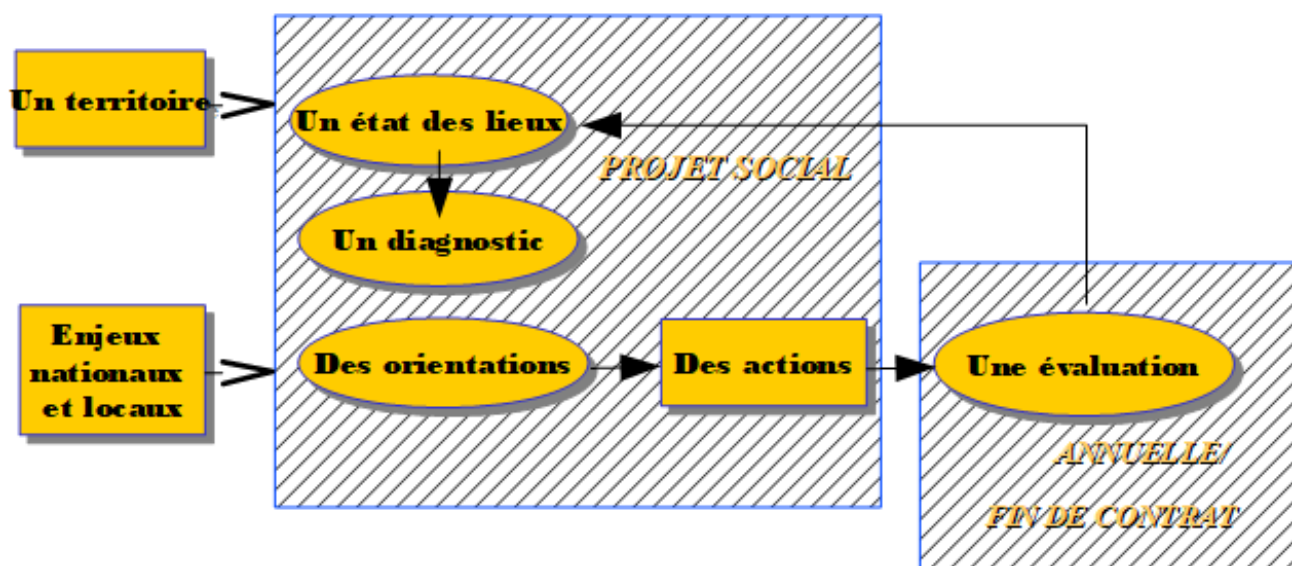 Un territoire
Un état des lieux
PROJET SOCIAL
Un diagnostic
Enjeux
nationaux
et locaux
Des orientations
Des actions
Une évaluation
ANNUELLE/
FIN DE CONTRAT